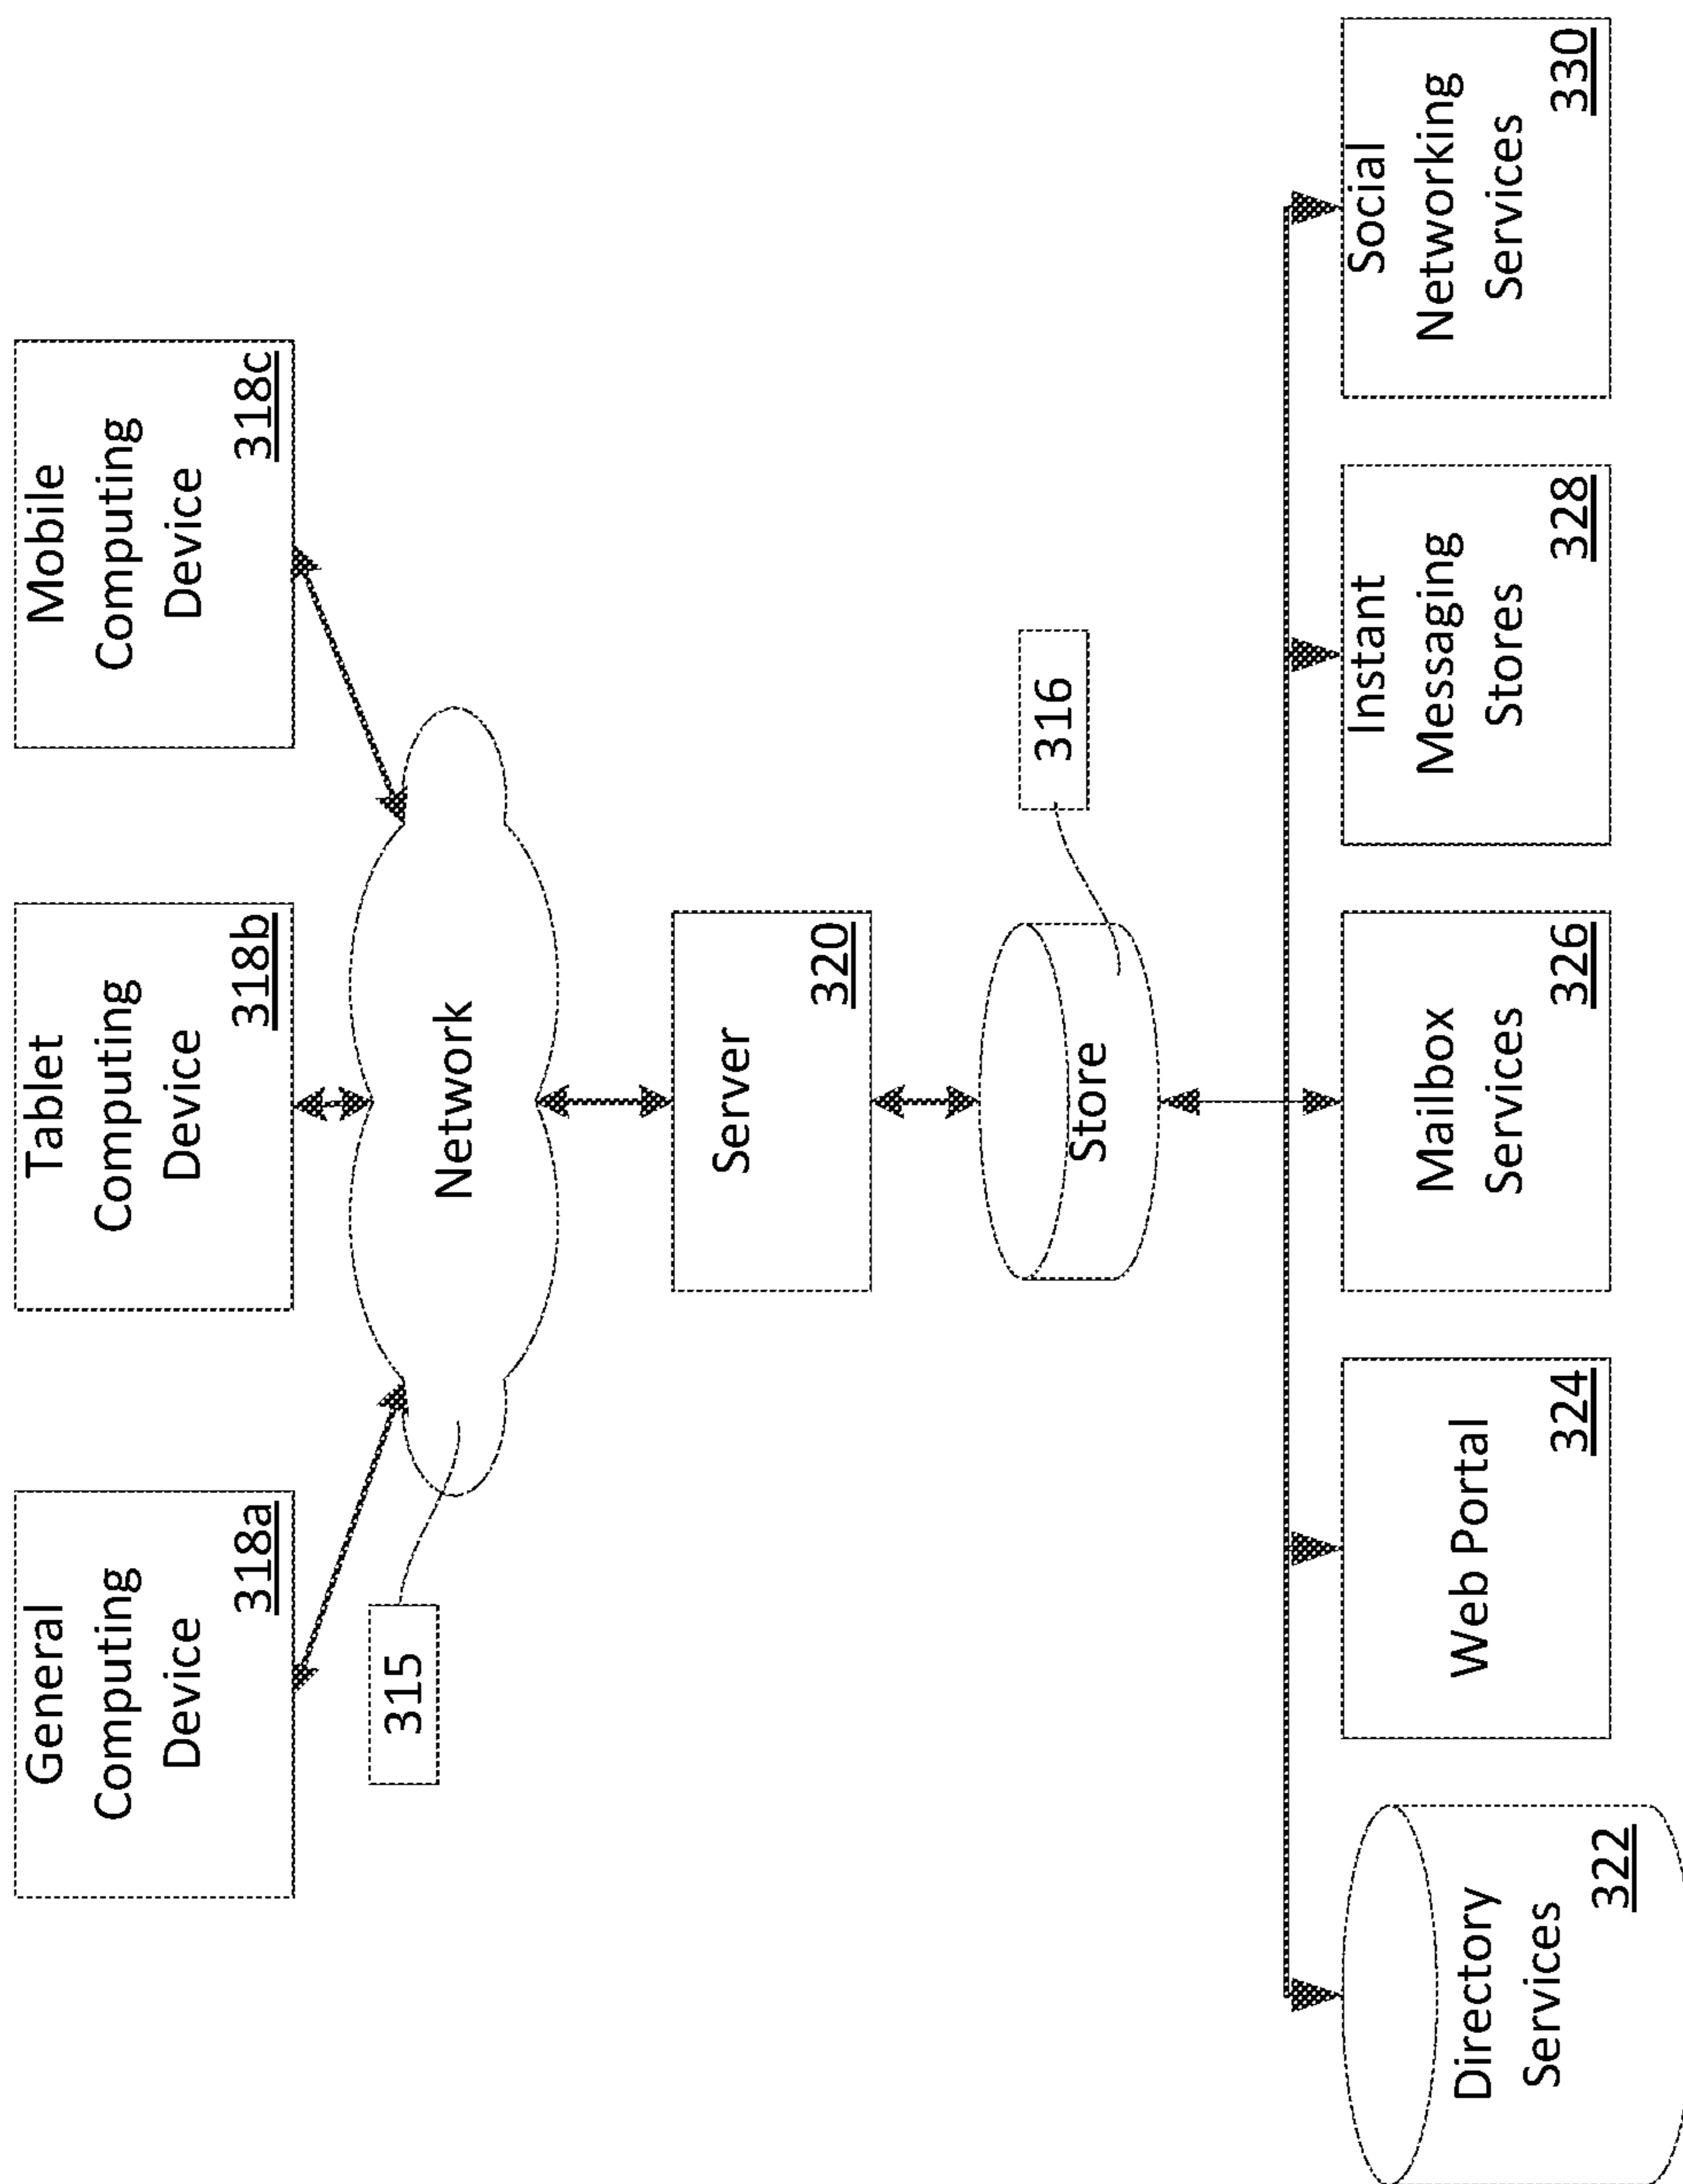 General
Computing
Device
318a
Tablet
Computing
Device
318b
Mobile
Computing
Device
318c
315
Network
Server
320
Store
316
Directory
Services
322
Web Portal
324
Mailbox
Services
326
Instant
Messaging
Stores
328
Social
Networking
Services
330